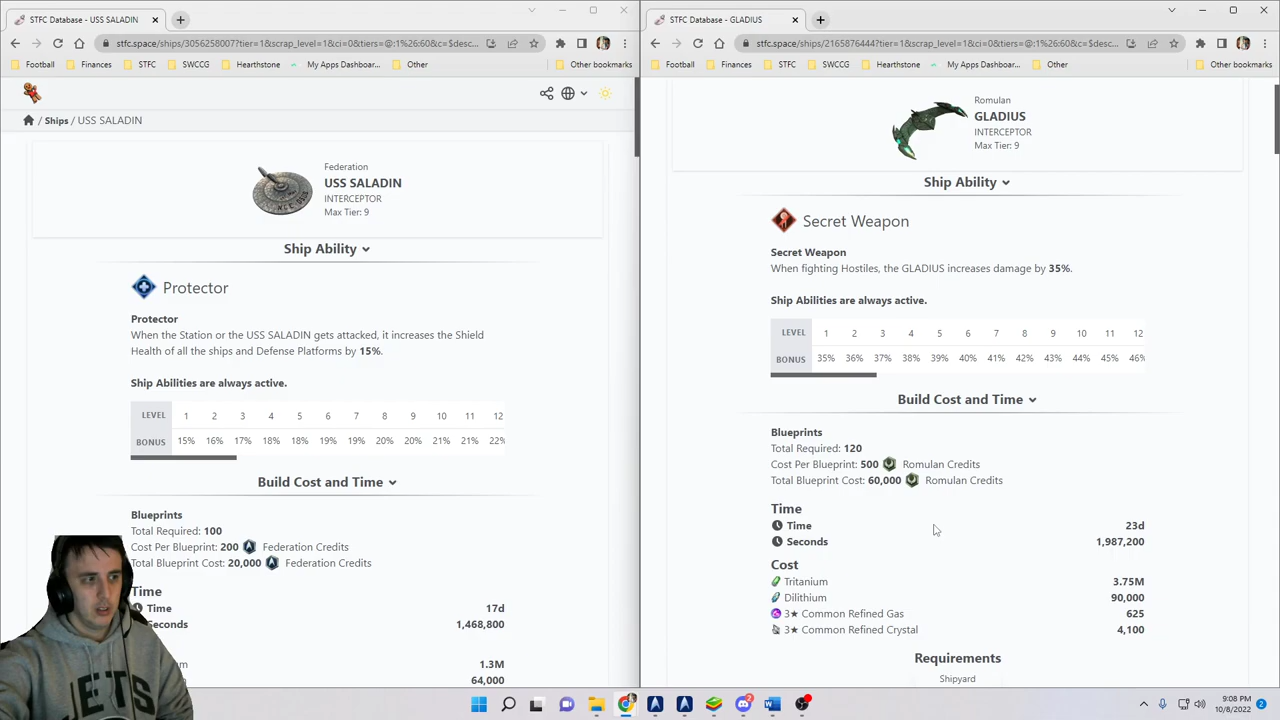 STFC Database - USS SALADIN
stfc.space/ships/3056258007?tier=1&scrap_level=1&ci=0&tiers=@:1%26:60&=$desc...
Football
Finances
STFC
SWCCG
Hearthstone
My Apps Dashboar...
Other
Other bookmarks
/ Ships / USS SALADIN
Federation
USS SALADIN
INTERCEPTOR
Max Tier: 9
Ship Ability
Protector
Protector
When the Station or the USS SALADIN gets attacked, it increases the Shield
Health of all the ships and Defense Platforms by 15%.
Ship Abilities are always active.
LEVEL 1 2 3 4 5 6 7 8 9 10 11 12
BONUS 15% 16% 17% 18% 18% 19% 19% 20% 20% 21% 21% 22%
Build Cost and Time
Blueprints
Total Required: 100
Cost Per Blueprint: 200 Federation Credits
Total Blueprint Cost: 20,000 Federation Credits
Time
Time 17d
Seconds 1,468,800
1.3M
64,000
JETS
STFC Database - GLADIUS
stfc.space/ships/2165876444?tier=1&scrap_level=1&ci=0&tiers=@:1%26:60&=$desc...
Football
Finances
STFC
SWCCG
Hearthstone
My Apps Dashboar...
Other
Other bookmarks
Romulan
GLADIUS
INTERCEPTOR
Max Tier: 9
Ship Ability
Secret Weapon
Secret Weapon
When fighting Hostiles, the GLADIUS increases damage by 35%.
Ship Abilities are always active.
LEVEL 1 2 3 4 5 6 7 8 9 10 11 12
BONUS 35% 36% 37% 38% 39% 40% 41% 42% 43% 44% 45% 46%
Build Cost and Time
Blueprints
Total Required: 120
Cost Per Blueprint: 500 Romulan Credits
Total Blueprint Cost: 60,000 Romulan Credits
Time
Time 23d
Seconds 1,987,200
Cost
Tritanium 3.75M
Dilithium 90,000
3★ Common Refined Gas 625
3★ Common Refined Crystal 4,100
Requirements
Shipyard
9:08 PM
10/8/2022
2